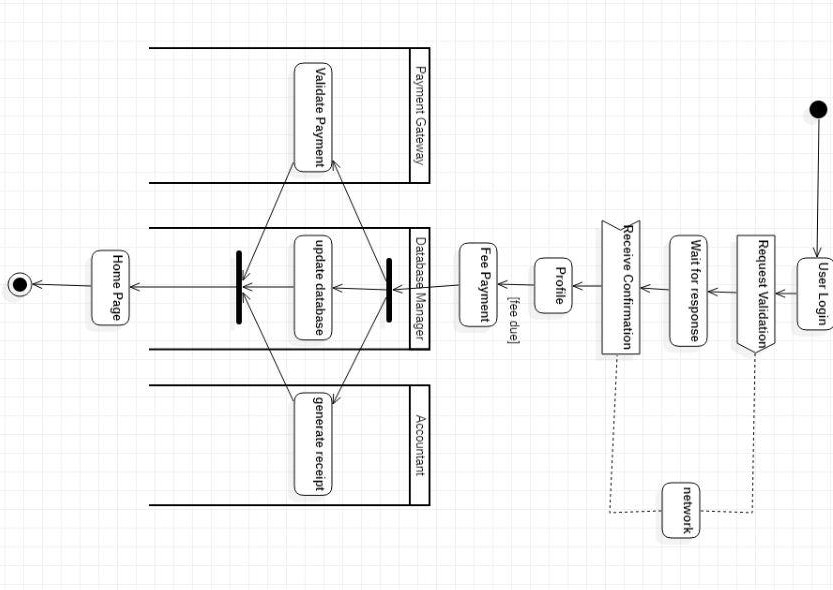 User Login
Request Validation
Wait for response
Receive Confirmation
network
Profile
[fee due]
Fee Payment
Payment Gateway
Database Manager
Accountant
Validate Payment
update database
generate receipt
Home Page